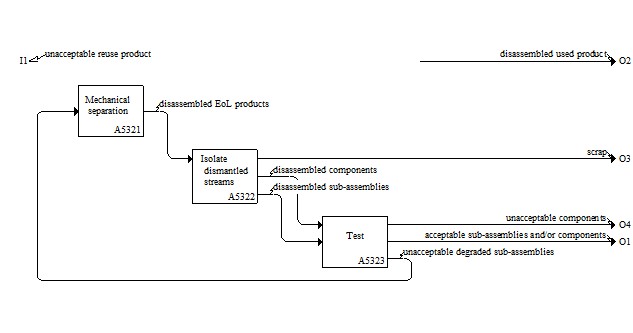 unacceptable reuse product
I1
disassembled used product
O2
Mechanical
separation
A5321
disassembled EoL products
scrap
O3
Isolate
dismantled
streams
A5322
disassembled components
disassembled sub-assemblies
unacceptable components
O4
Test
A5323
acceptable sub-assemblies and/or components
O1
unacceptable degraded sub-assemblies